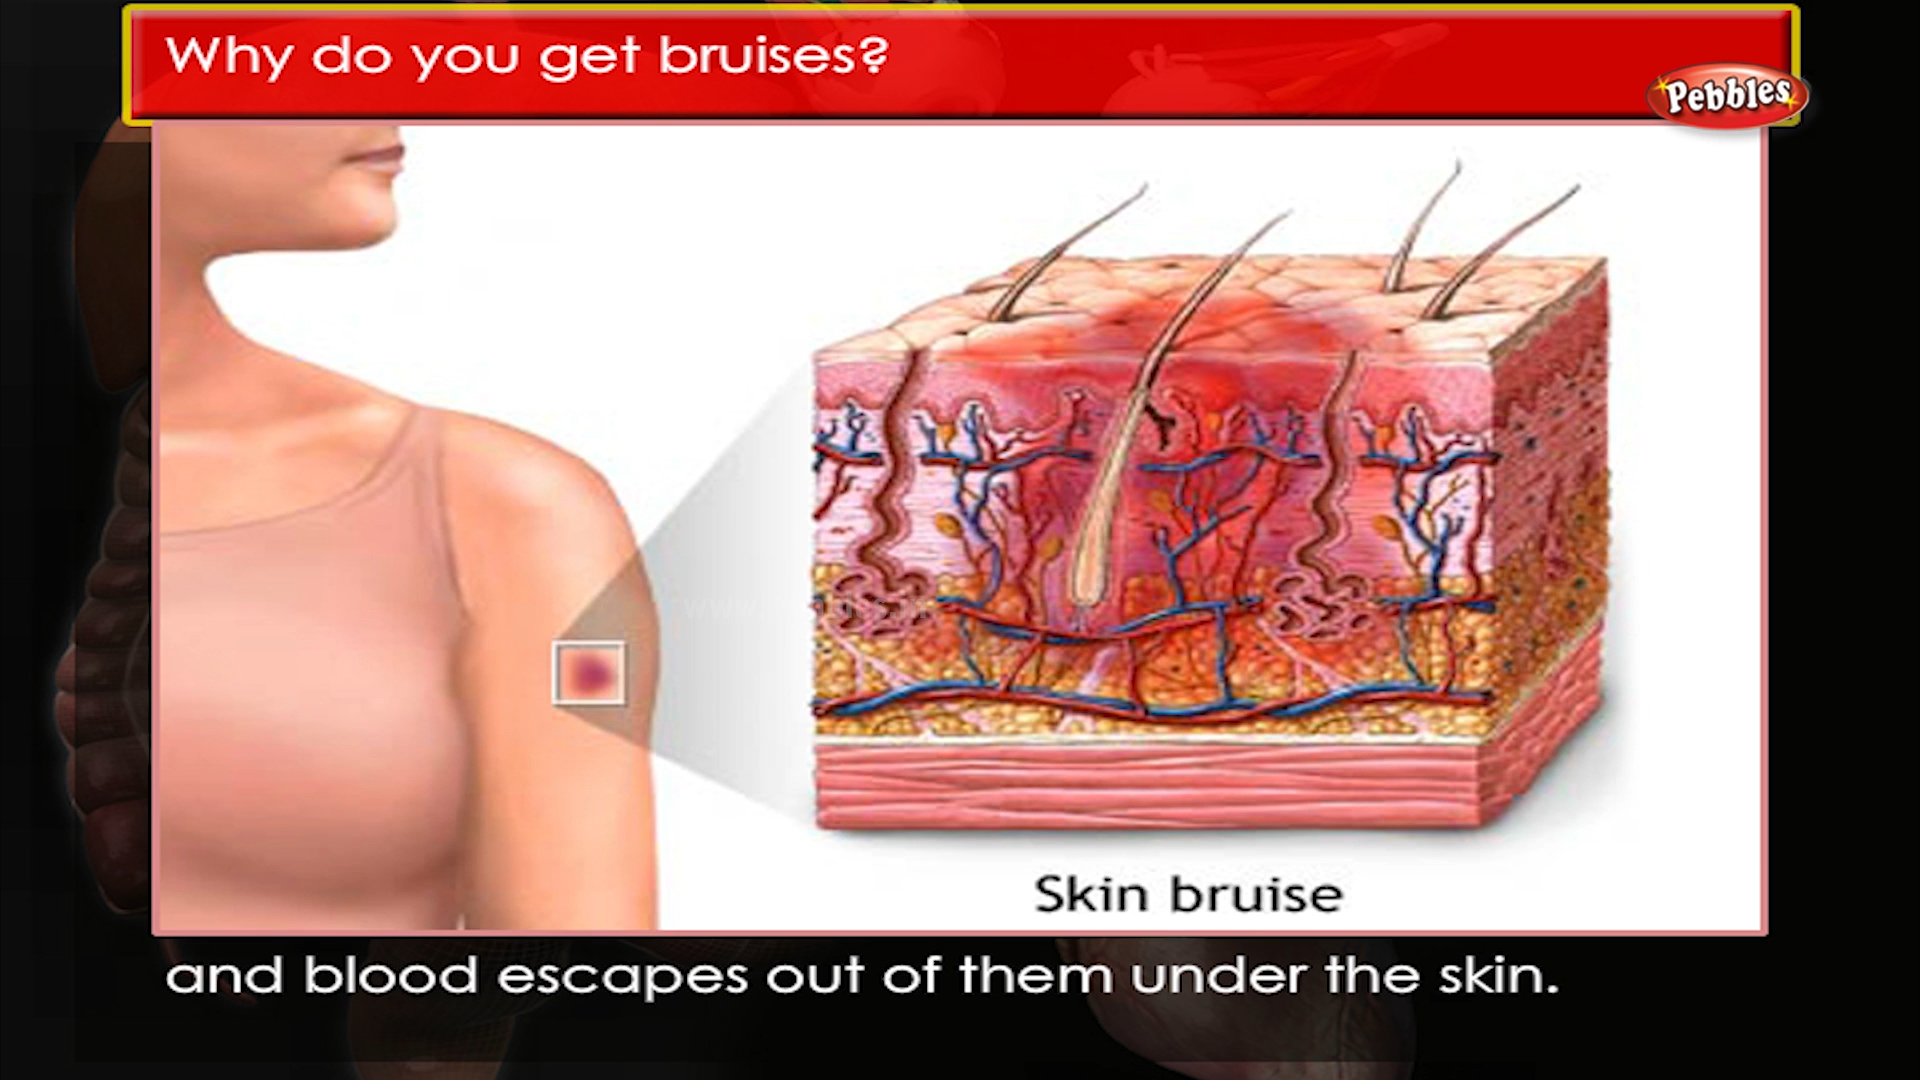 Why do you get bruises?
Pebbles
Skin bruise
and blood escapes out of them under the skin.